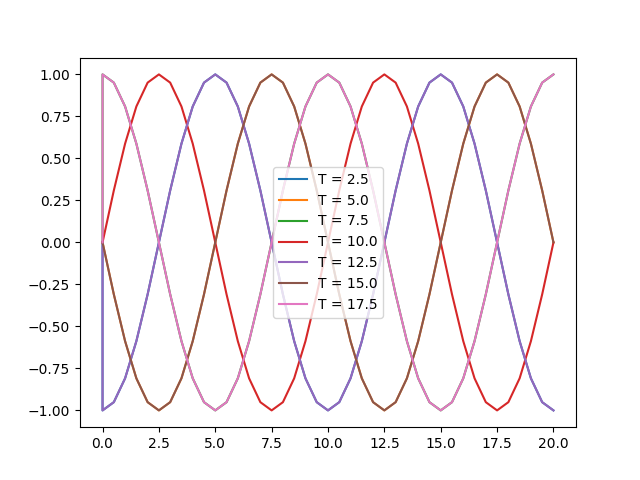 1.00
0.75
0.50
0.25
0.00
−0.25
−0.50
−0.75
−1.00
T = 2.5
T = 5.0
T = 7.5
T = 10.0
T = 12.5
T = 15.0
T = 17.5
0.0 2.5 5.0 7.5 10.0 12.5 15.0 17.5 20.0